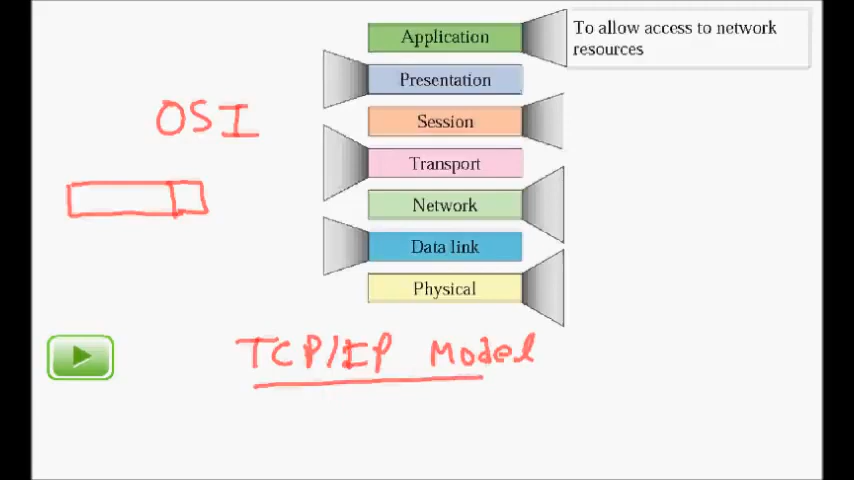 Application
To allow access to network
resources
Presentation
OSI
Session
Transport
Network
Data link
Physical
TCP/IP Model